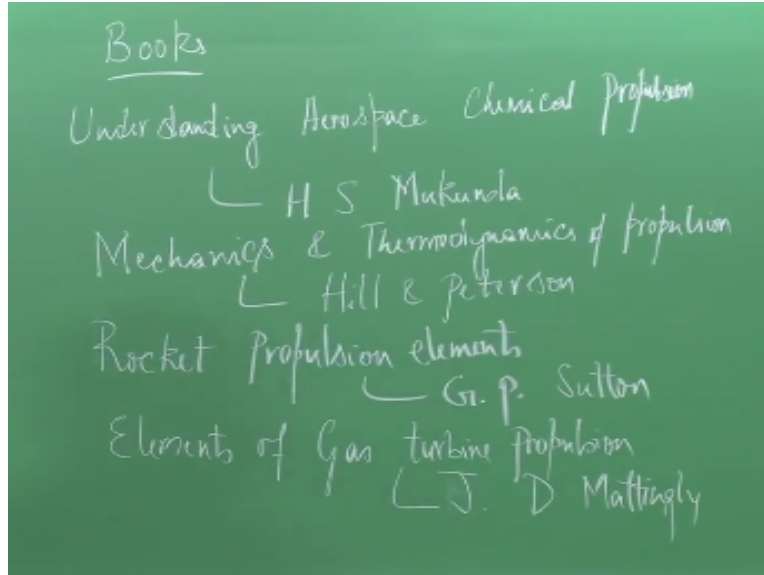 Books
Understanding Aerospace Chemical Propulsion
H S Mukunda
Mechanics & Thermodynamics of propulsion
Hill & Peterson
Rocket Propulsion elements
G. P. Sutton
Elements of Gas turbine propulsion
J. D Mattingly